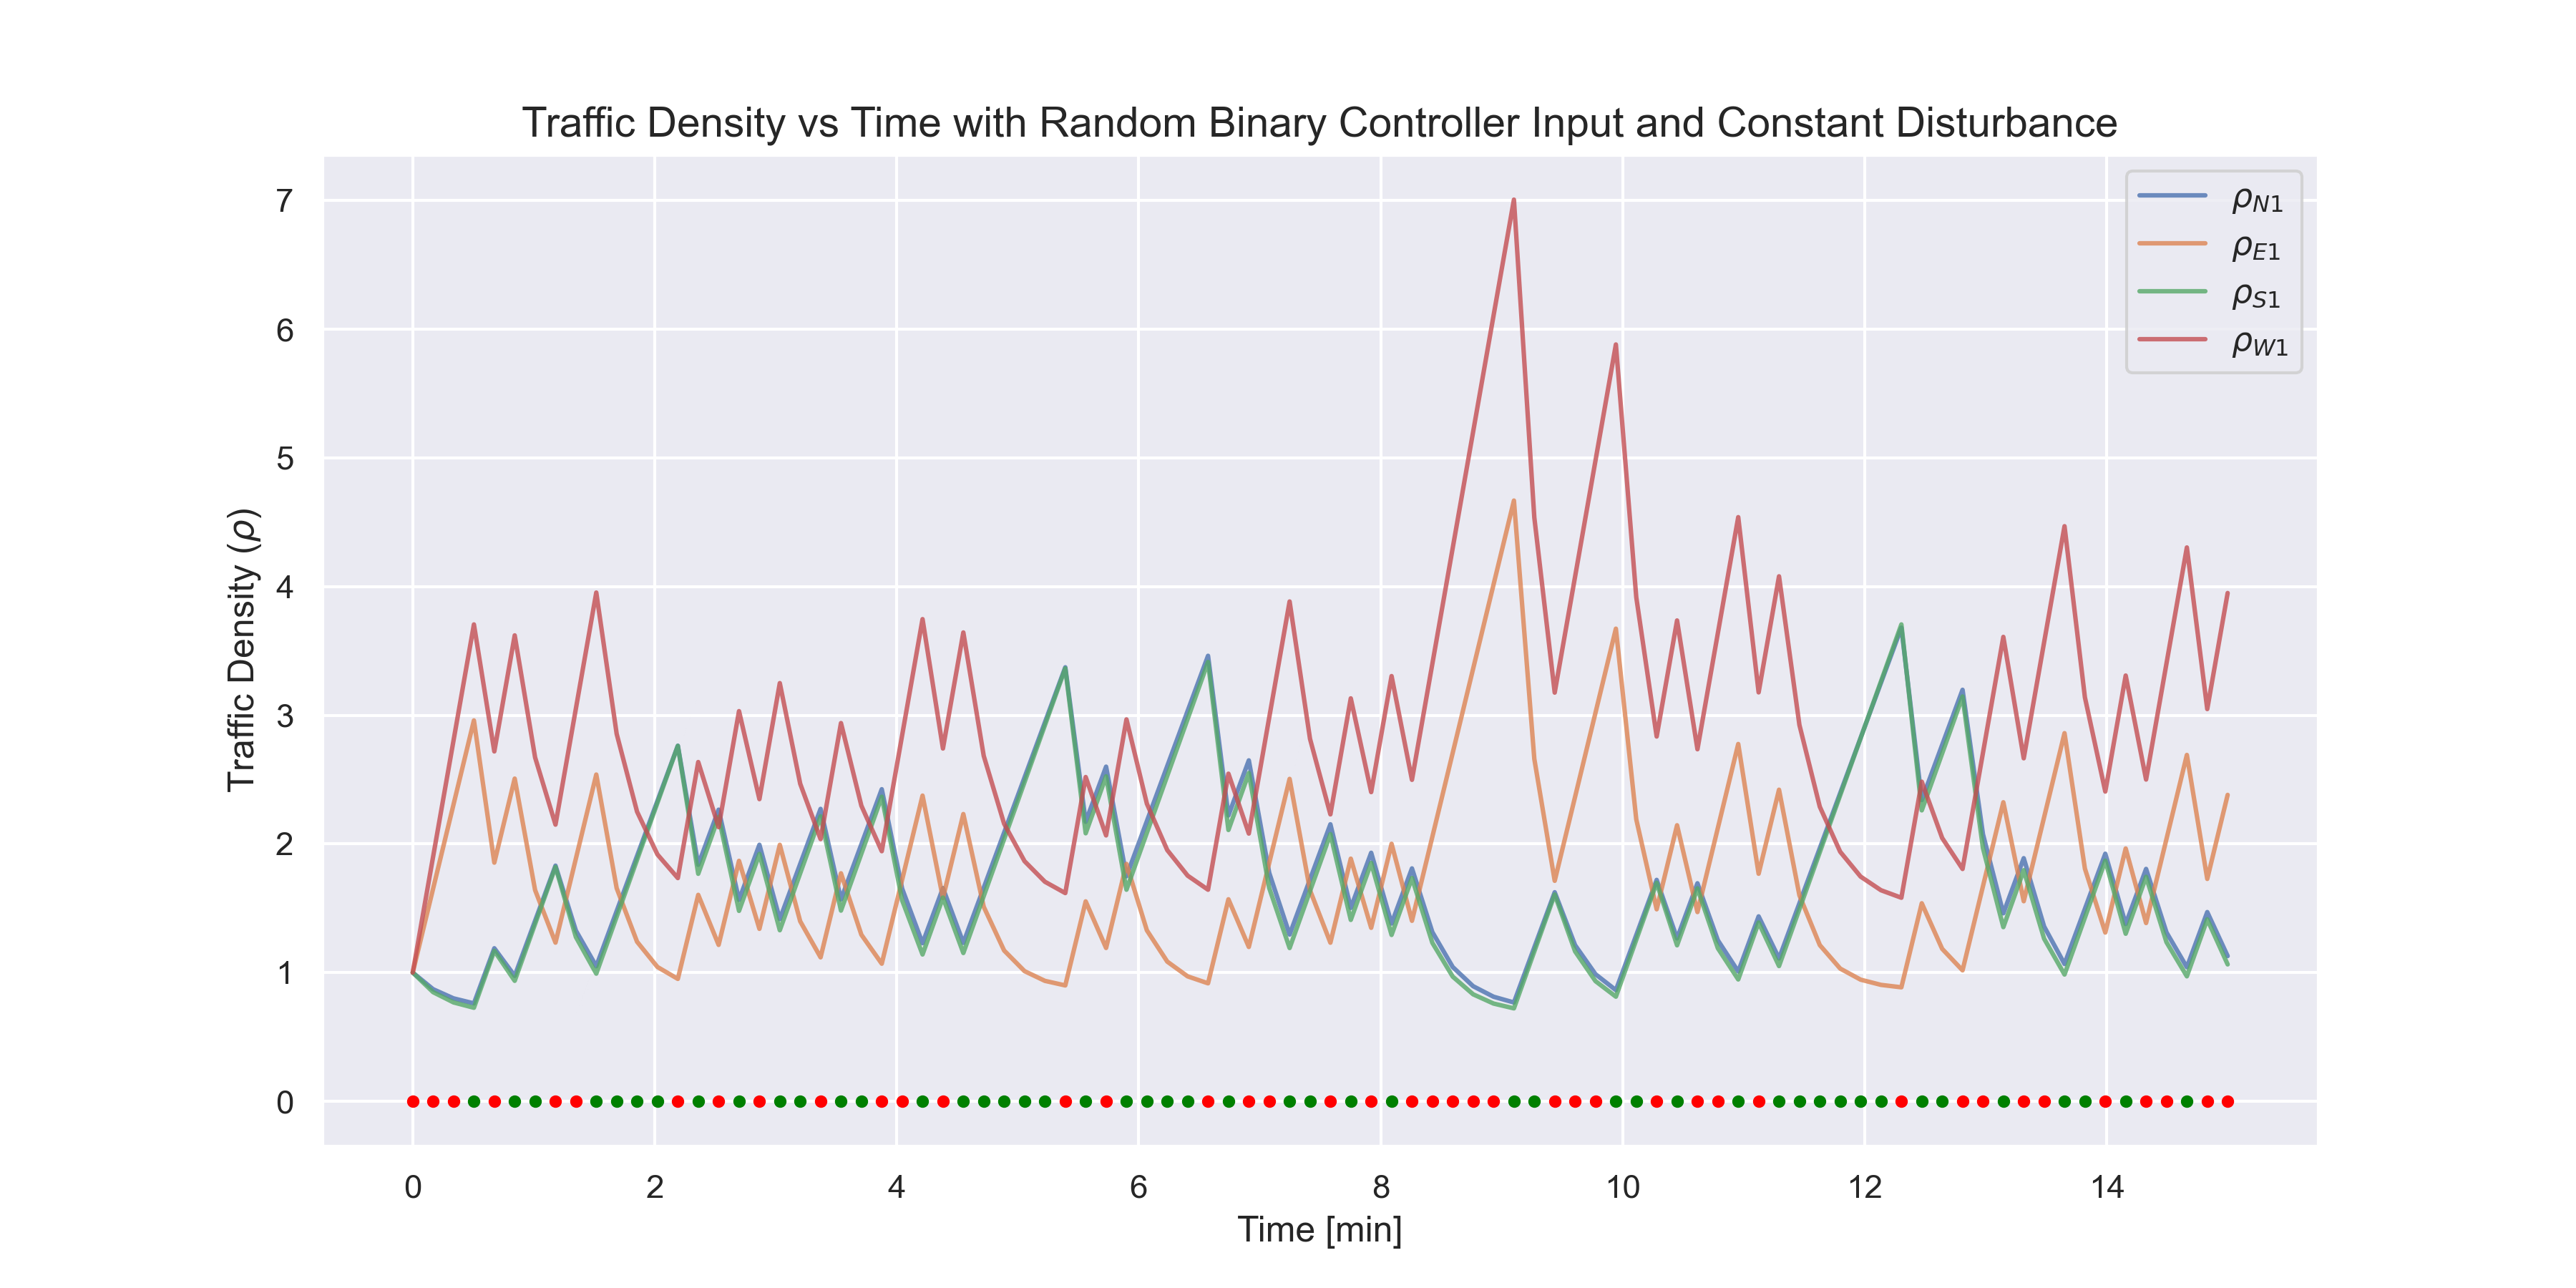 Traffic Density vs Time with Random Binary Controller Input and Constant Disturbance
7
6
5
4
3
2
1
0
Traffic Density (ρ)
ρN1
ρE1
ρS1
ρW1
0 2 4 6 8 10 12 14
Time [min]